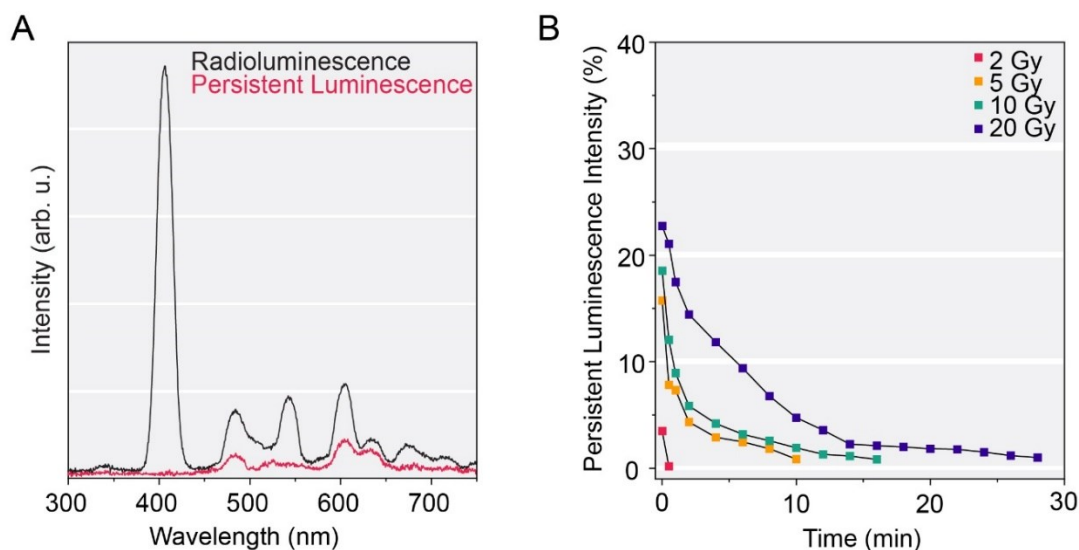 A
Radioluminescence
Persistent Luminescence
Intensity (arb. u.)
300 400 500 600 700
Wavelength (nm)
B
2 Gy
5 Gy
10 Gy
20 Gy
Persistent Luminescence Intensity (%)
40
30
20
10
0
0 10 20 30
Time (min)